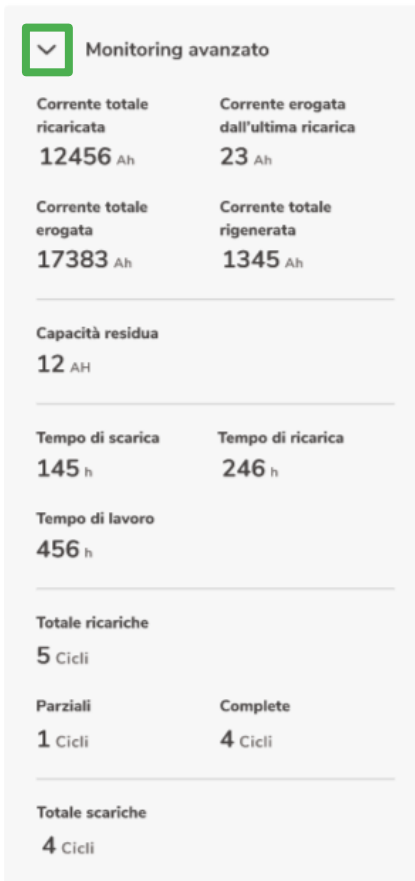 Monitoring avanzato
Corrente totale
ricaricata
12456 Ah
Corrente erogata
dall'ultima ricarica
23 Ah
Corrente totale
erogata
17383 Ah
Corrente totale
rigenerata
1345 Ah
Capacità residua
12 AH
Tempo di scarica
145 h
Tempo di ricarica
246 h
Tempo di lavoro
456 h
Totale ricariche
5 Cicli
Parziali
1 Cicli
Complete
4 Cicli
Totale scariche
4 Cicli